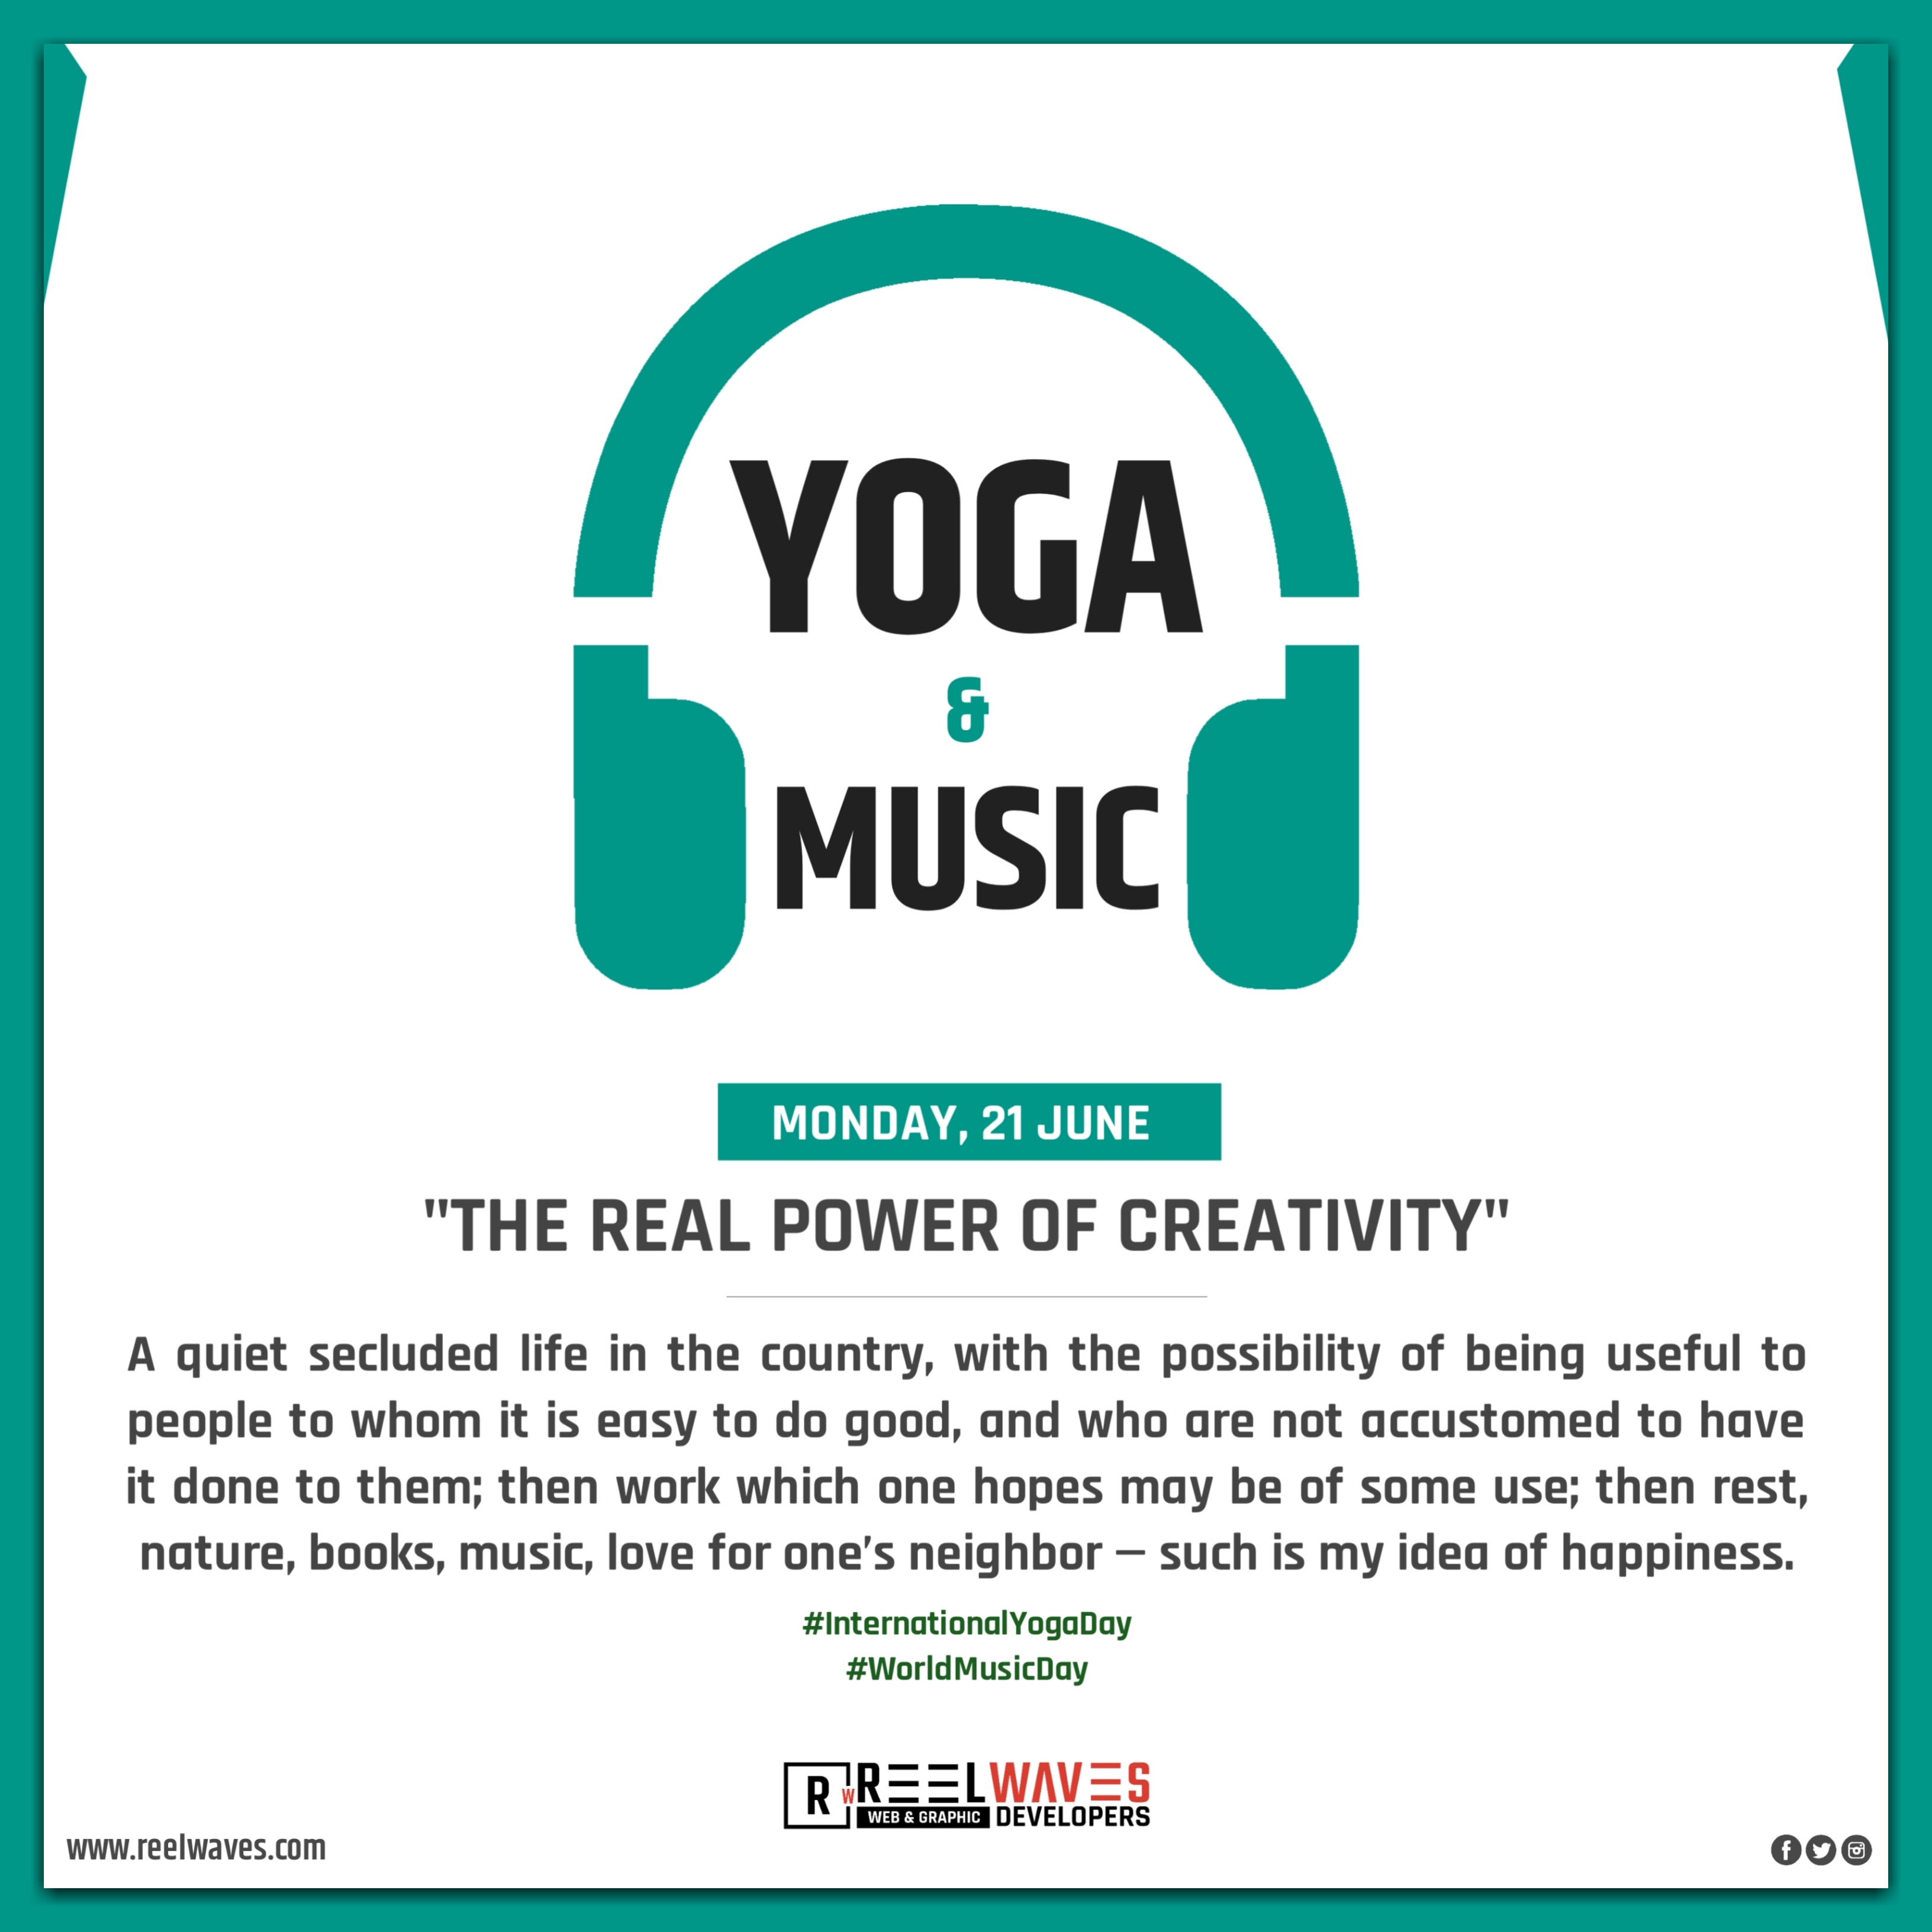 YOGA
&
MUSIC
MONDAY, 21 JUNE
"THE REAL POWER OF CREATIVITY"
A quiet secluded life in the country, with the possibility of being useful to
people to whom it is easy to do good, and who are not accustomed to have
it done to them; then work which one hopes may be of some use; then rest,
nature, books, music, love for one's neighbor — such is my idea of happiness.
#InternationalYogaDay
#WorldMusicDay
RW REELWAVES
WEB & GRAPHIC DEVELOPERS
www.reelwaves.com